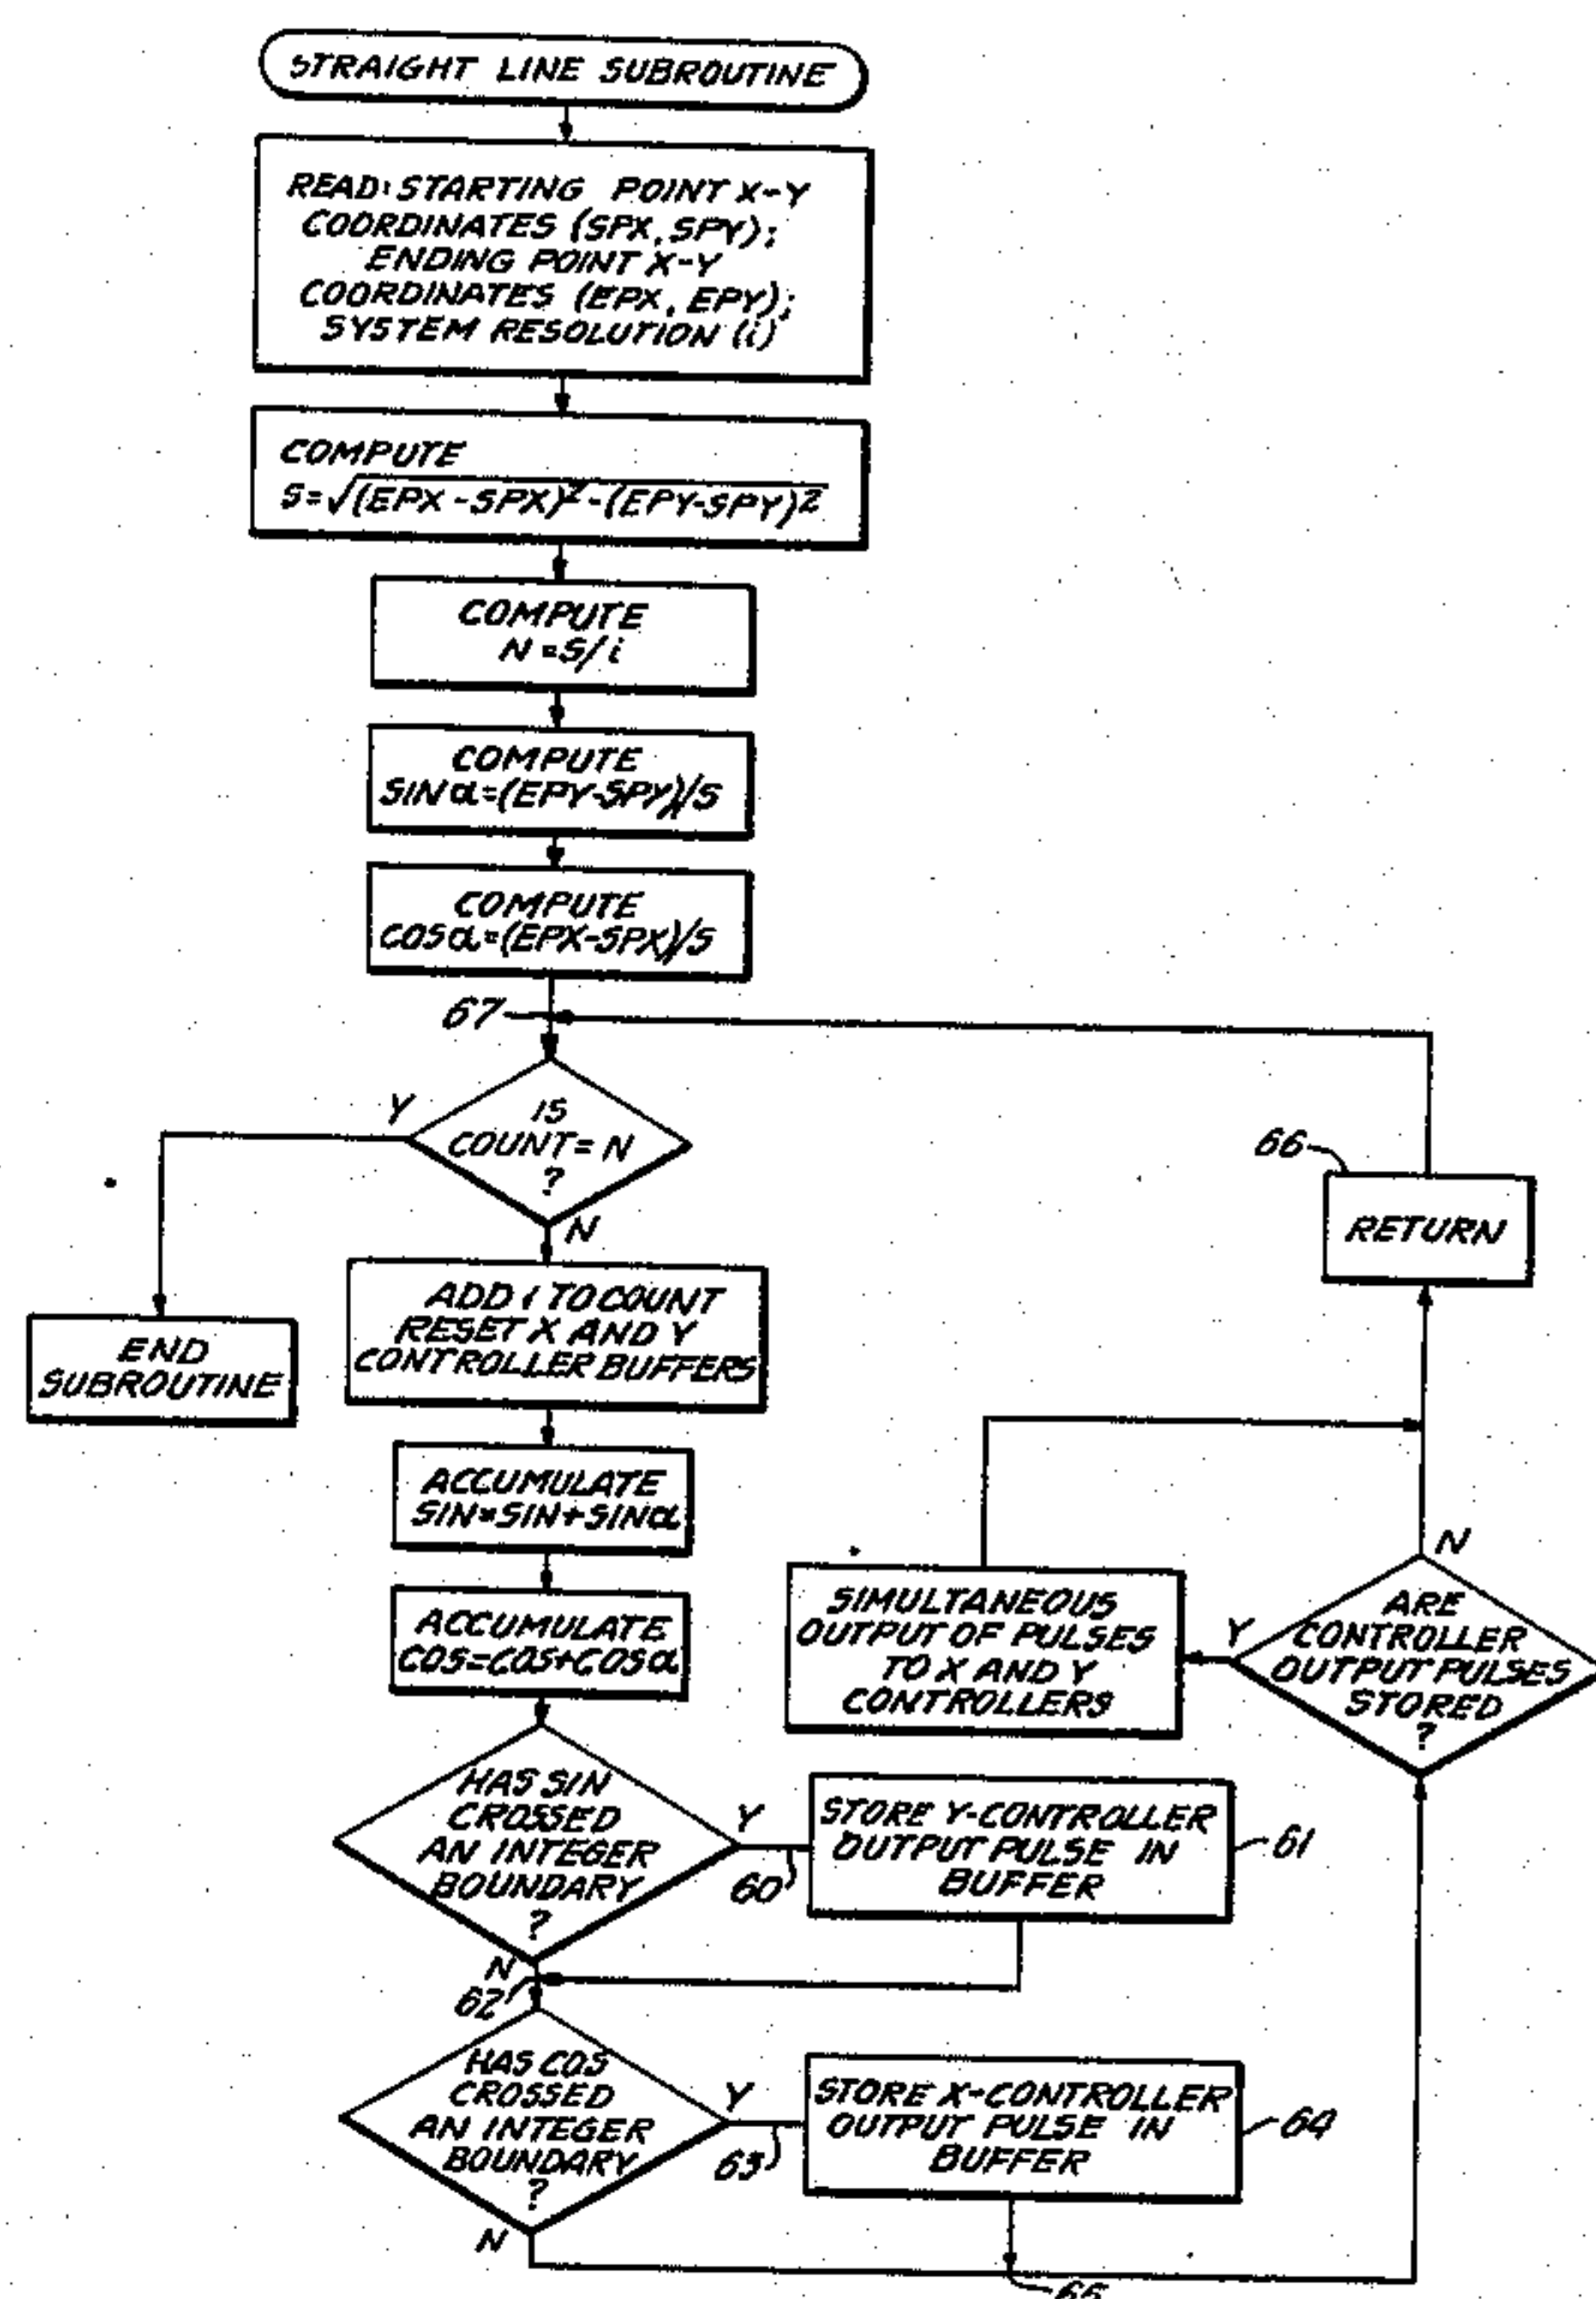 STRAIGHT LINE SUBROUTINE
READ: STARTING POINT X-Y
COORDINATES (SPX, SPY);
ENDING POINT X-Y
COORDINATES (EPX, EPY);
SYSTEM RESOLUTION (i)
COMPUTE
S=√(EPX-SPX)²-(EPY-SPY)²
COMPUTE
N=S/i
COMPUTE
SIN α=(EPY-SPY)/S
COMPUTE
COS α=(EPX-SPX)/S
67
IS
COUNT=N
?
Y
N
END
SUBROUTINE
ADD 1 TO COUNT
RESET X AND Y
CONTROLLER BUFFERS
ACCUMULATE
SIN=SIN+SINα
ACCUMULATE
COS=COS+COSα
HAS SIN
CROSSED
AN INTEGER
BOUNDARY
?
Y
60
N
62
STORE Y-CONTROLLER
OUTPUT PULSE IN
BUFFER
61
HAS COS
CROSSED
AN INTEGER
BOUNDARY
?
Y
63
N
STORE X-CONTROLLER
OUTPUT PULSE IN
BUFFER
64
65
ARE
CONTROLLER
OUTPUT PULSES
STORED
?
Y
N
SIMULTANEOUS
OUTPUT OF PULSES
TO X AND Y
CONTROLLERS
66
RETURN